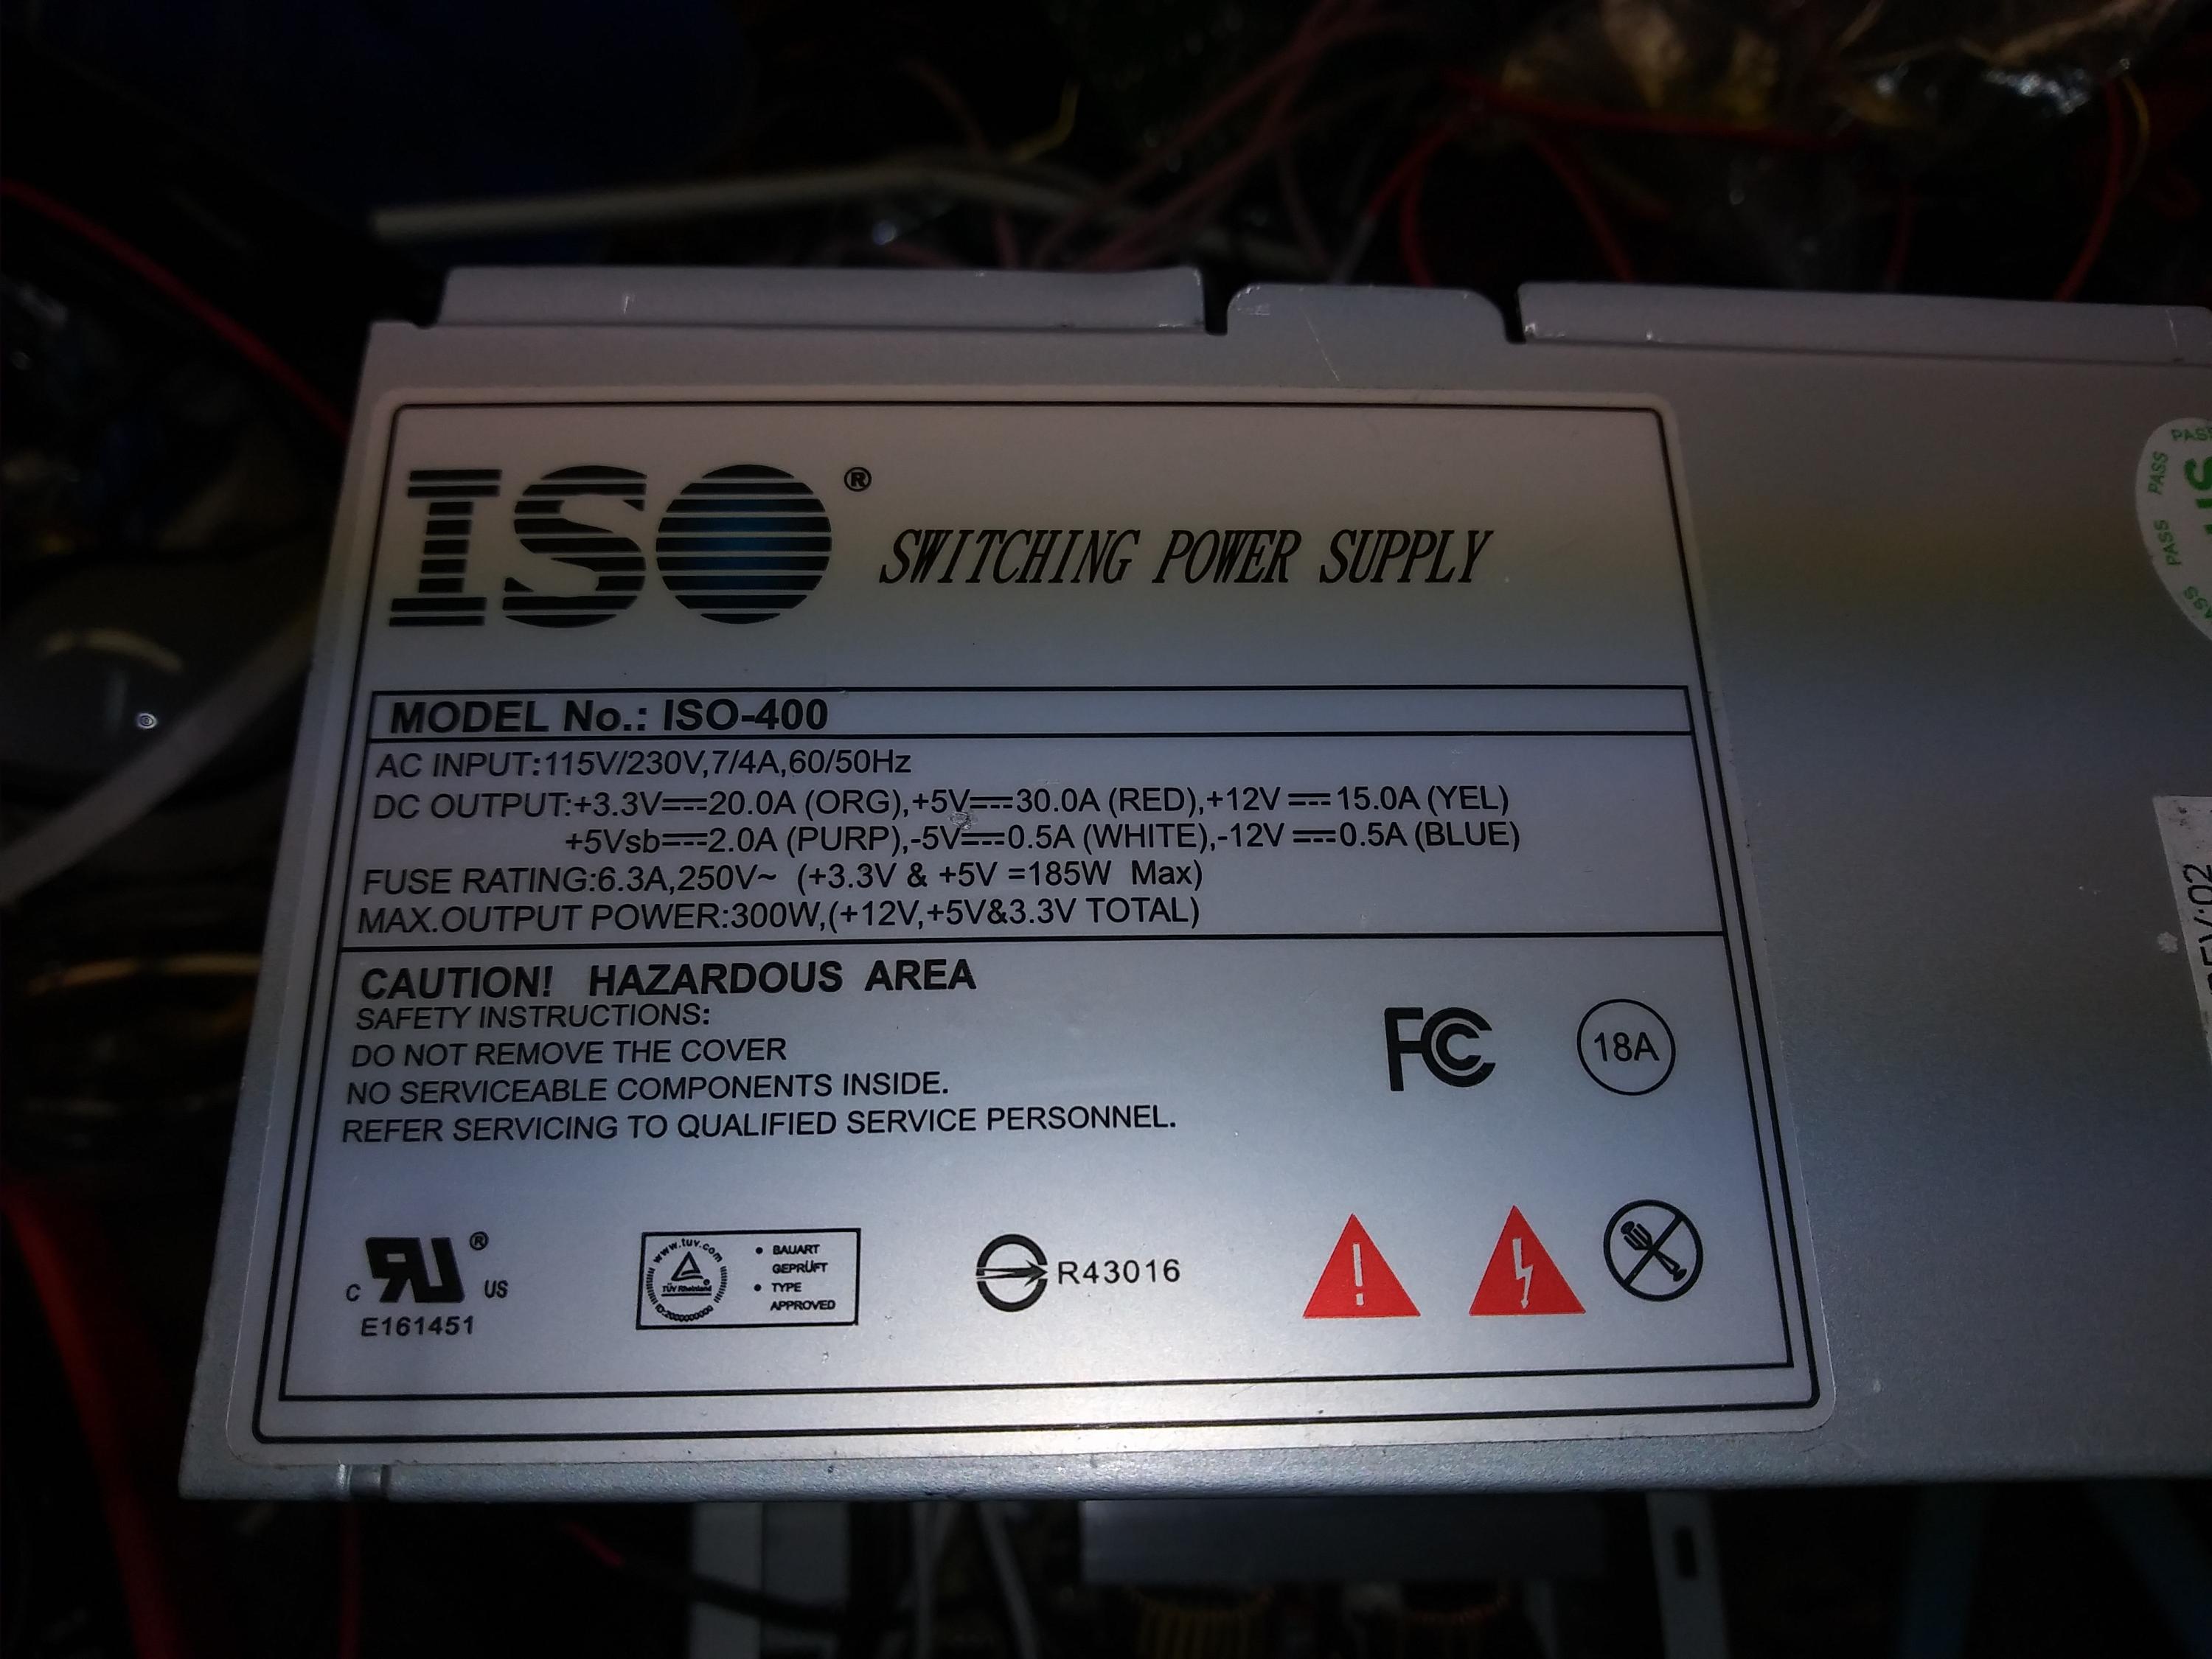 ISO® SWITCHING POWER SUPPLY
MODEL No.: ISO-400
AC INPUT:115V/230V,7/4A,60/50Hz
DC OUTPUT:+3.3V⎓20.0A (ORG),+5V⎓30.0A (RED),+12V⎓15.0A (YEL)
+5Vsb⎓2.0A (PURP),-5V⎓0.5A (WHITE),-12V⎓0.5A (BLUE)
FUSE RATING:6.3A,250V~ (+3.3V & +5V =185W Max)
MAX.OUTPUT POWER:300W,(+12V,+5V&3.3V TOTAL)
CAUTION! HAZARDOUS AREA
SAFETY INSTRUCTIONS:
DO NOT REMOVE THE COVER
NO SERVICEABLE COMPONENTS INSIDE.
REFER SERVICING TO QUALIFIED SERVICE PERSONNEL.
FC 18A
C RU® US
E161451
www.tuv.com
TÜV Rheinland
• BAUART
GEPRÜFT
• TYPE
APPROVED
R43016
PASS
PASS
PASS